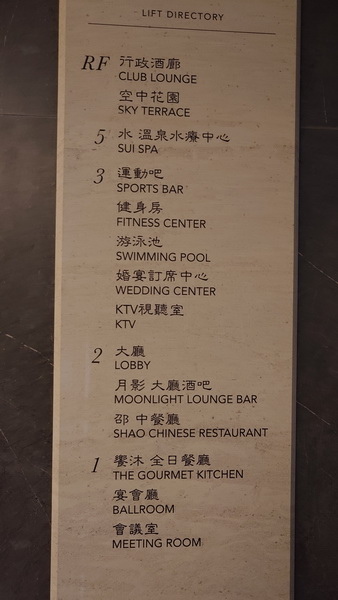 LIFT DIRECTORY
RF 行政酒廊
CLUB LOUNGE
空中花園
SKY TERRACE
5 水 溫泉水療中心
SUI SPA
3 運動吧
SPORTS BAR
健身房
FITNESS CENTER
游泳池
SWIMMING POOL
婚宴訂席中心
WEDDING CENTER
KTV視聽室
KTV
2 大廳
LOBBY
月影 大廳酒吧
MOONLIGHT LOUNGE BAR
邵 中餐廳
SHAO CHINESE RESTAURANT
1 饗沐 全日餐廳
THE GOURMET KITCHEN
宴會廳
BALLROOM
會議室
MEETING ROOM